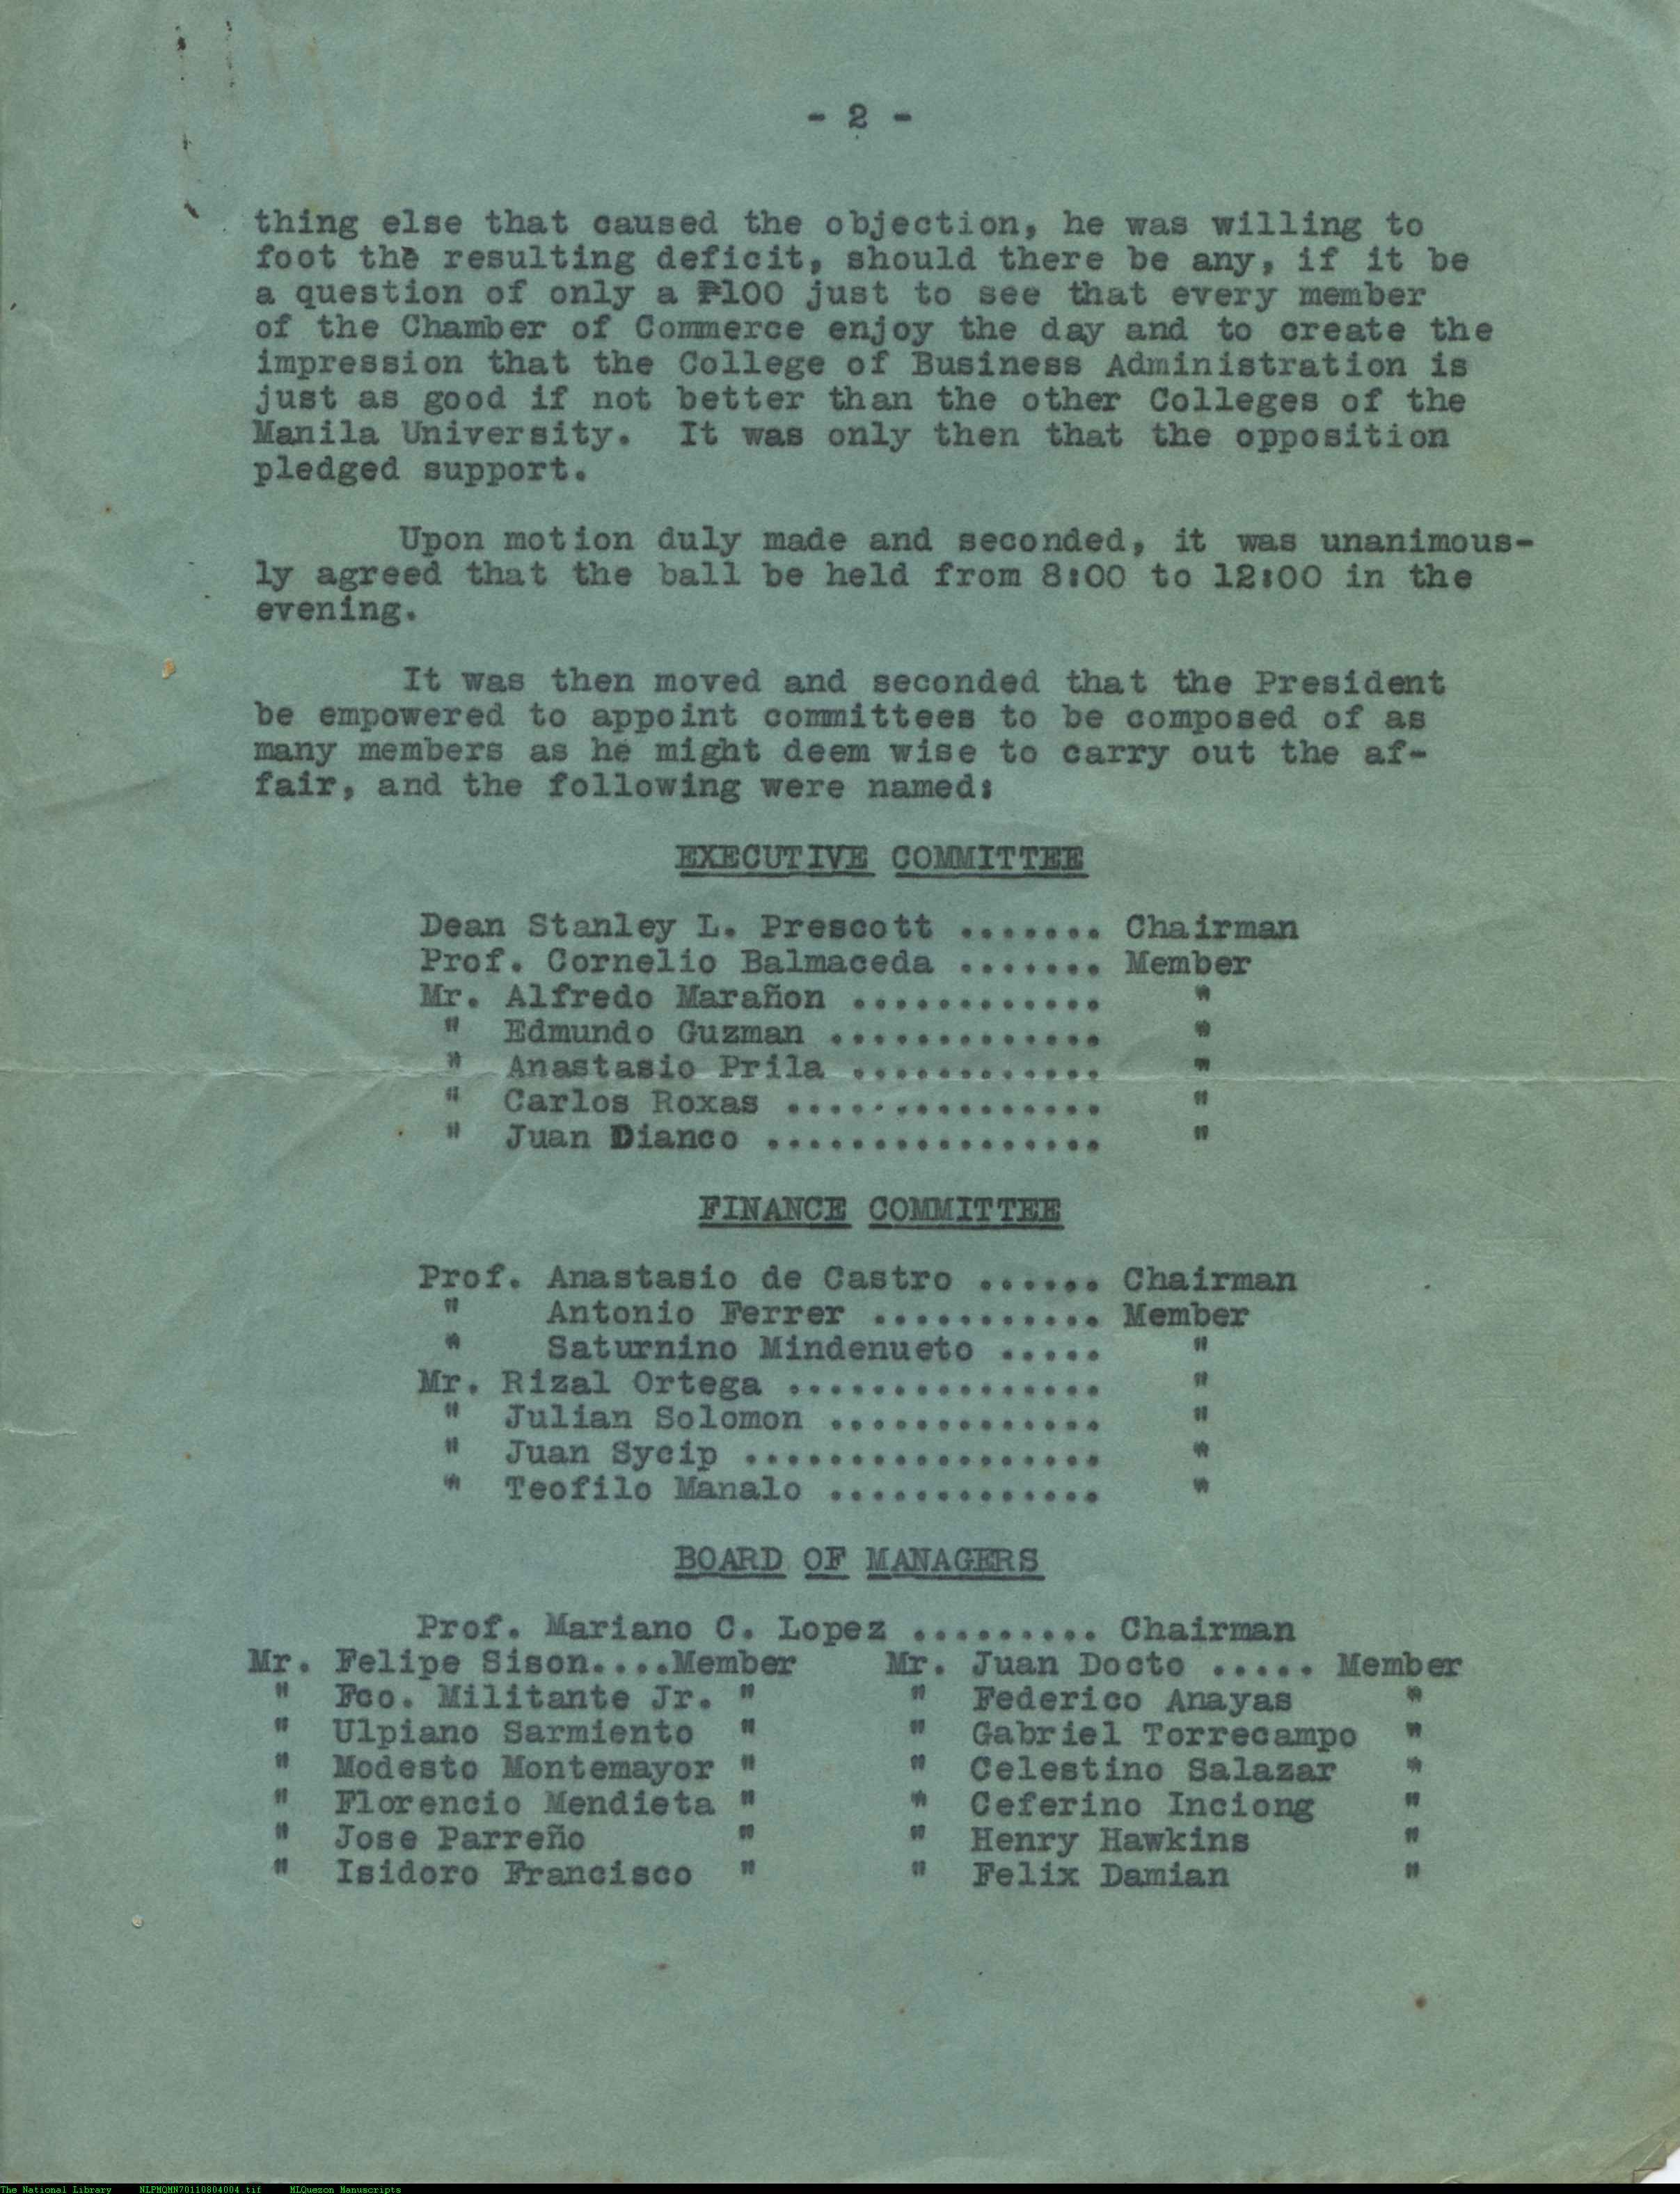 - 2 -
thing else that caused the objection, he was willing to
foot the resulting deficit, should there be any, if it be
a question of only a ₱100 just to see that every member
of the Chamber of Commerce enjoy the day and to create the
impression that the College of Business Administration is
just as good if not better than the other Colleges of the
Manila University. It was only then that the opposition
pledged support.
Upon motion duly made and seconded, it was unanimous-
ly agreed that the ball be held from 8:00 to 12:00 in the
evening.
It was then moved and seconded that the President
be empowered to appoint committees to be composed of as
many members as he might deem wise to carry out the af-
fair, and the following were named:
EXECUTIVE COMMITTEE
Dean Stanley L. Prescott ....... Chairman
Prof. Cornelio Balmaceda ....... Member
Mr. Alfredo Marañon ............ "
" Edmundo Guzman ............. "
" Anastasio Prila ............ "
" Carlos Roxas ............... "
" Juan Dianco ................ "
FINANCE COMMITTEE
Prof. Anastasio de Castro ...... Chairman
" Antonio Ferrer ........... Member
" Saturnino Mindenueto ..... "
Mr. Rizal Ortega ............... "
" Julian Solomon ............. "
" Juan Sycip ................. "
" Teofilo Manalo ............. "
BOARD OF MANAGERS
Prof. Mariano C. Lopez ......... Chairman
Mr. Felipe Sison....Member Mr. Juan Docto ..... Member
" Fco. Militante Jr. " " Federico Anayas "
" Ulpiano Sarmiento " " Gabriel Torrecampo "
" Modesto Montemayor " " Celestino Salazar "
" Florencio Mendieta " " Ceferino Inciong "
" Jose Parreño " " Henry Hawkins "
" Isidoro Francisco " " Felix Damian "
The National Library NLPMQMN70110804004.tif MLQuezon Manuscripts